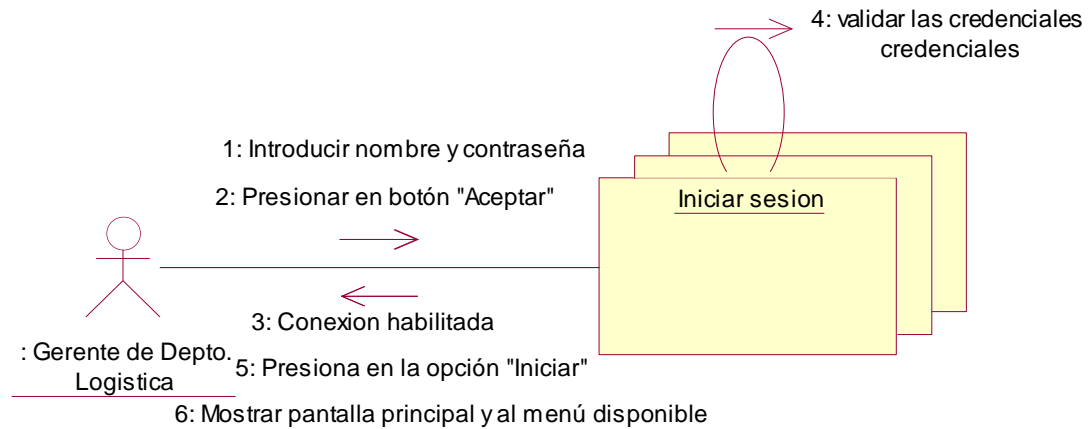 4: validar las credenciales
credenciales
1: Introducir nombre y contraseña
2: Presionar en botón "Aceptar"
Iniciar sesion
3: Conexion habilitada
: Gerente de Depto.
Logistica
5: Presiona en la opción "Iniciar"
6: Mostrar pantalla principal y al menú disponible